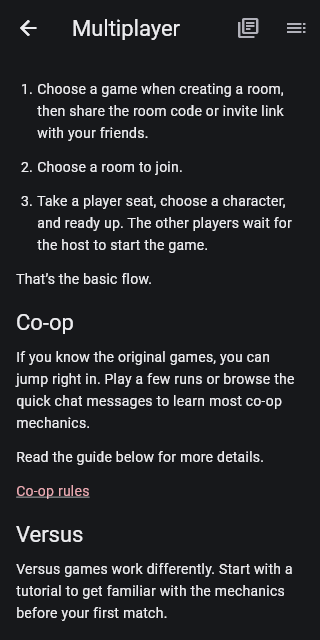 Multiplayer
1. Choose a game when creating a room,
then share the room code or invite link
with your friends.
2. Choose a room to join.
3. Take a player seat, choose a character,
and ready up. The other players wait for
the host to start the game.
That's the basic flow.
Co-op
If you know the original games, you can
jump right in. Play a few runs or browse the
quick chat messages to learn most co-op
mechanics.
Read the guide below for more details.
Co-op rules
Versus
Versus games work differently. Start with a
tutorial to get familiar with the mechanics
before your first match.